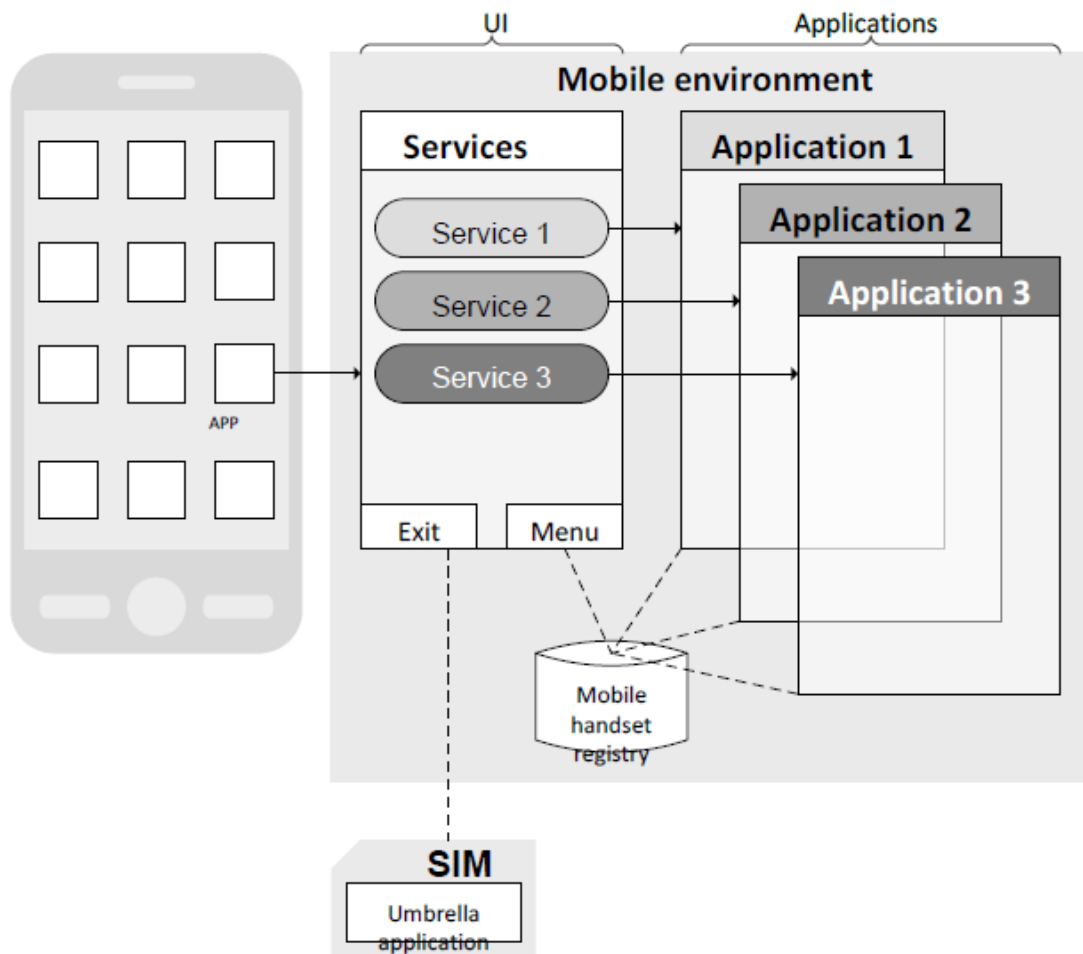 UI
Applications
Mobile environment
Services
Application 1
Service 1
Application 2
Service 2
Application 3
Service 3
APP
Exit
Menu
Mobile
handset
registry
SIM
Umbrella
application